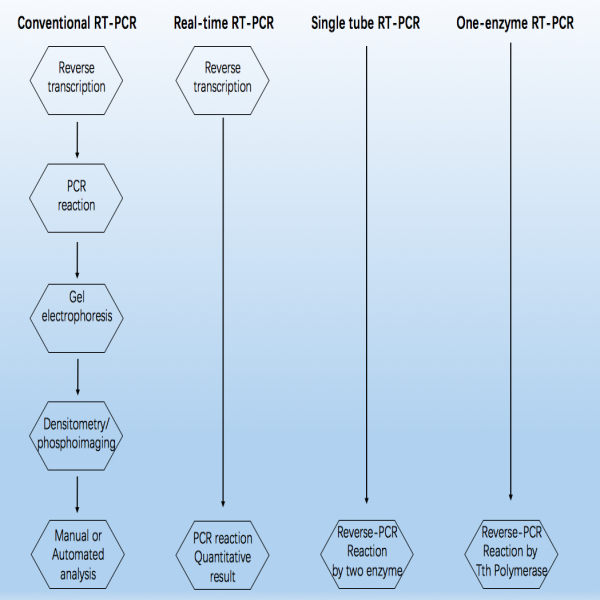 Conventional RT-PCR
Real-time RT-PCR
Single tube RT-PCR
One-enzyme RT-PCR
Reverse
transcription
PCR
reaction
Gel
electrophoresis
Densitometry/
phosphoimaging
Manual or
Automated
analysis
Reverse
transcription
PCR reaction
Quantitative
result
Reverse-PCR
Reaction
by two enzyme
Reverse-PCR
Reaction by
Tth Polymerase